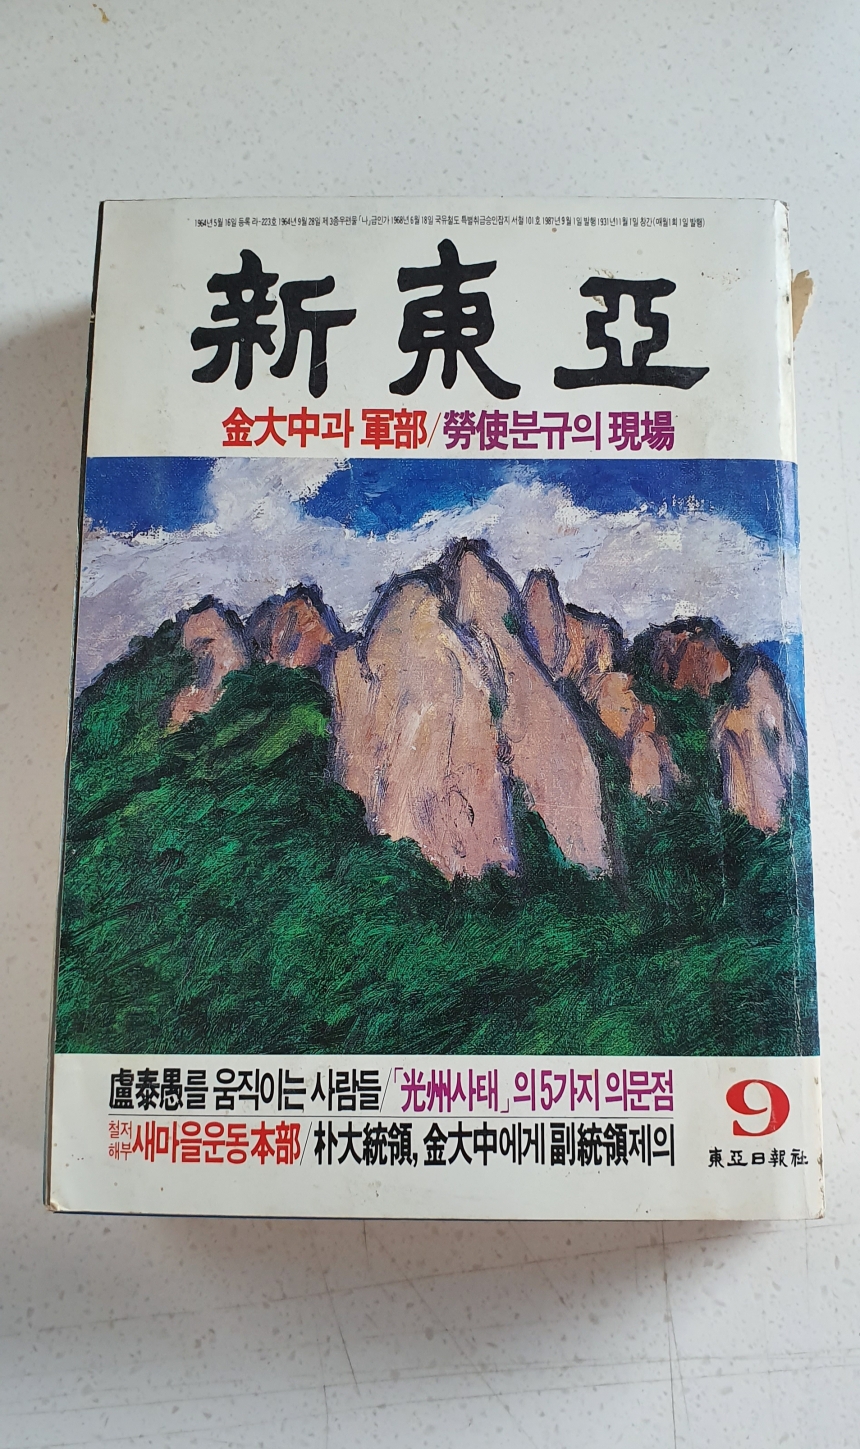 1964년 5월 16일 등록 라-223호 1964년 9월 28일 제 3종우편물 「나」급인가 1968년 6월 18일 국유철도 특별취급승인잡지 서철 101호 1987년 9월 1일 발행 1931년 11월 1일 창간 (매월 1회 1일 발행)
新東亞
金大中과 軍部/勞使분규의 現場
盧泰愚를 움직이는 사람들/「光州사태」의 5가지 의문점
철저해부 새마을운동本部/朴大統領, 金大中에게 副統領제의
9
東亞日報社